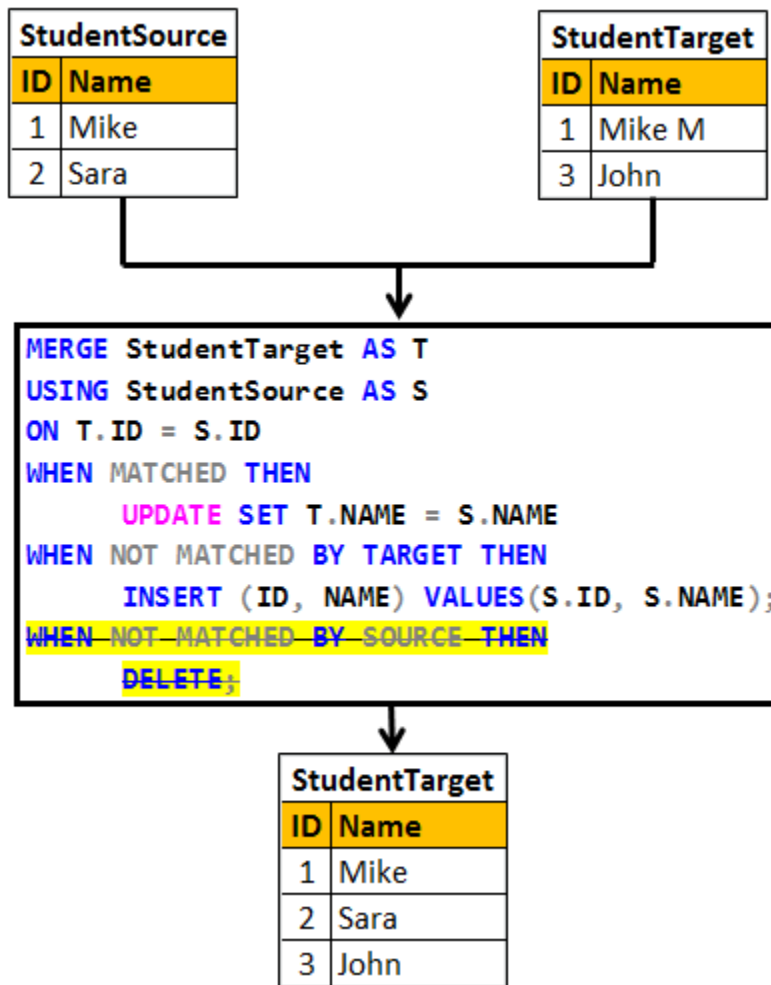 StudentSource
ID Name
1 Mike
2 Sara
StudentTarget
ID Name
1 Mike M
3 John
MERGE StudentTarget AS T
USING StudentSource AS S
ON T.ID = S.ID
WHEN MATCHED THEN
UPDATE SET T.NAME = S.NAME
WHEN NOT MATCHED BY TARGET THEN
INSERT (ID, NAME) VALUES(S.ID, S.NAME);
WHEN NOT MATCHED BY SOURCE THEN
DELETE;
StudentTarget
ID Name
1 Mike
2 Sara
3 John